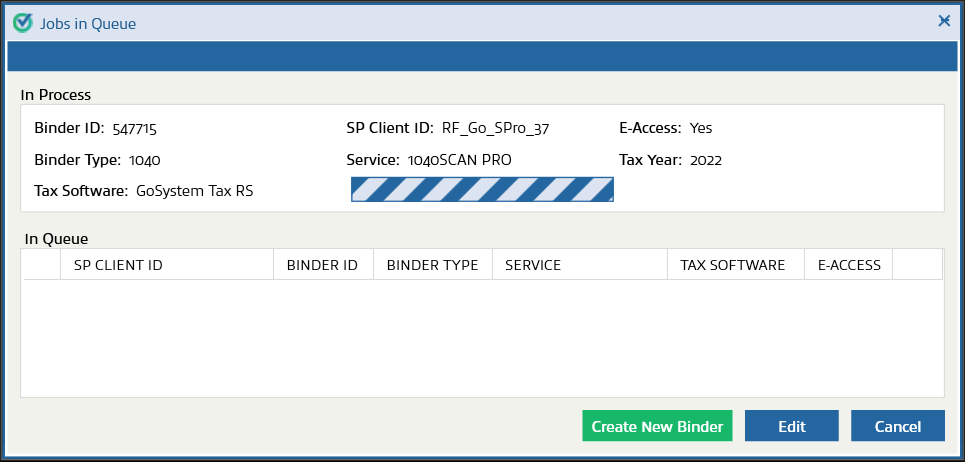 Jobs in Queue
In Process
Binder ID: 547715 SP Client ID: RF_Go_SPro_37 E-Access: Yes
Binder Type: 1040 Service: 1040SCAN PRO Tax Year: 2022
Tax Software: GoSystem Tax RS
In Queue
SP CLIENT ID BINDER ID BINDER TYPE SERVICE TAX SOFTWARE E-ACCESS
Create New Binder Edit Cancel